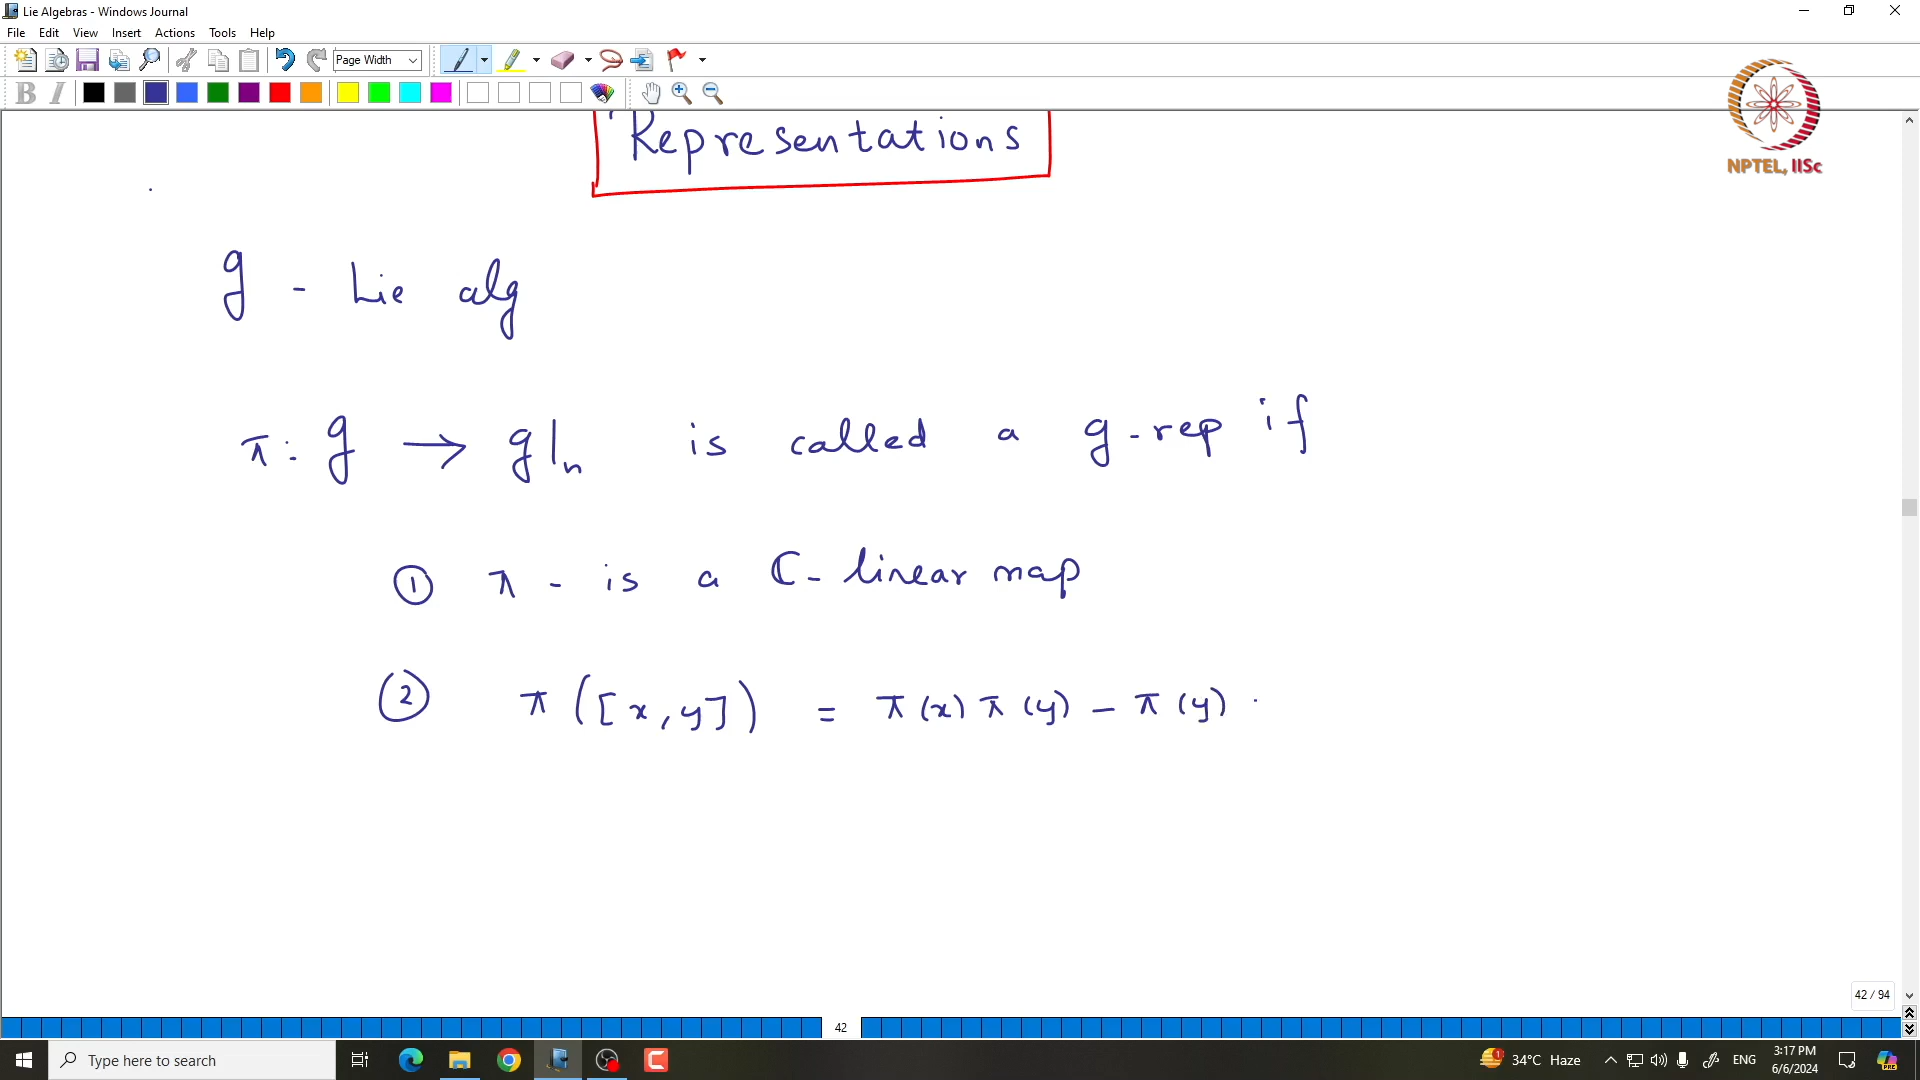 Lie Algebras - Windows Journal
File Edit View Insert Actions Tools Help
Page Width
B I
NPTEL, IISc
Representations
g - Lie alg
π: g → gl_n is called a g-rep if
① π - is a ℂ- linear map
② π([x,y]) = π(x) π(y) - π(y) ·
42 / 94
42
Type here to search
1 34°C Haze
ENG
3:17 PM
6/6/2024